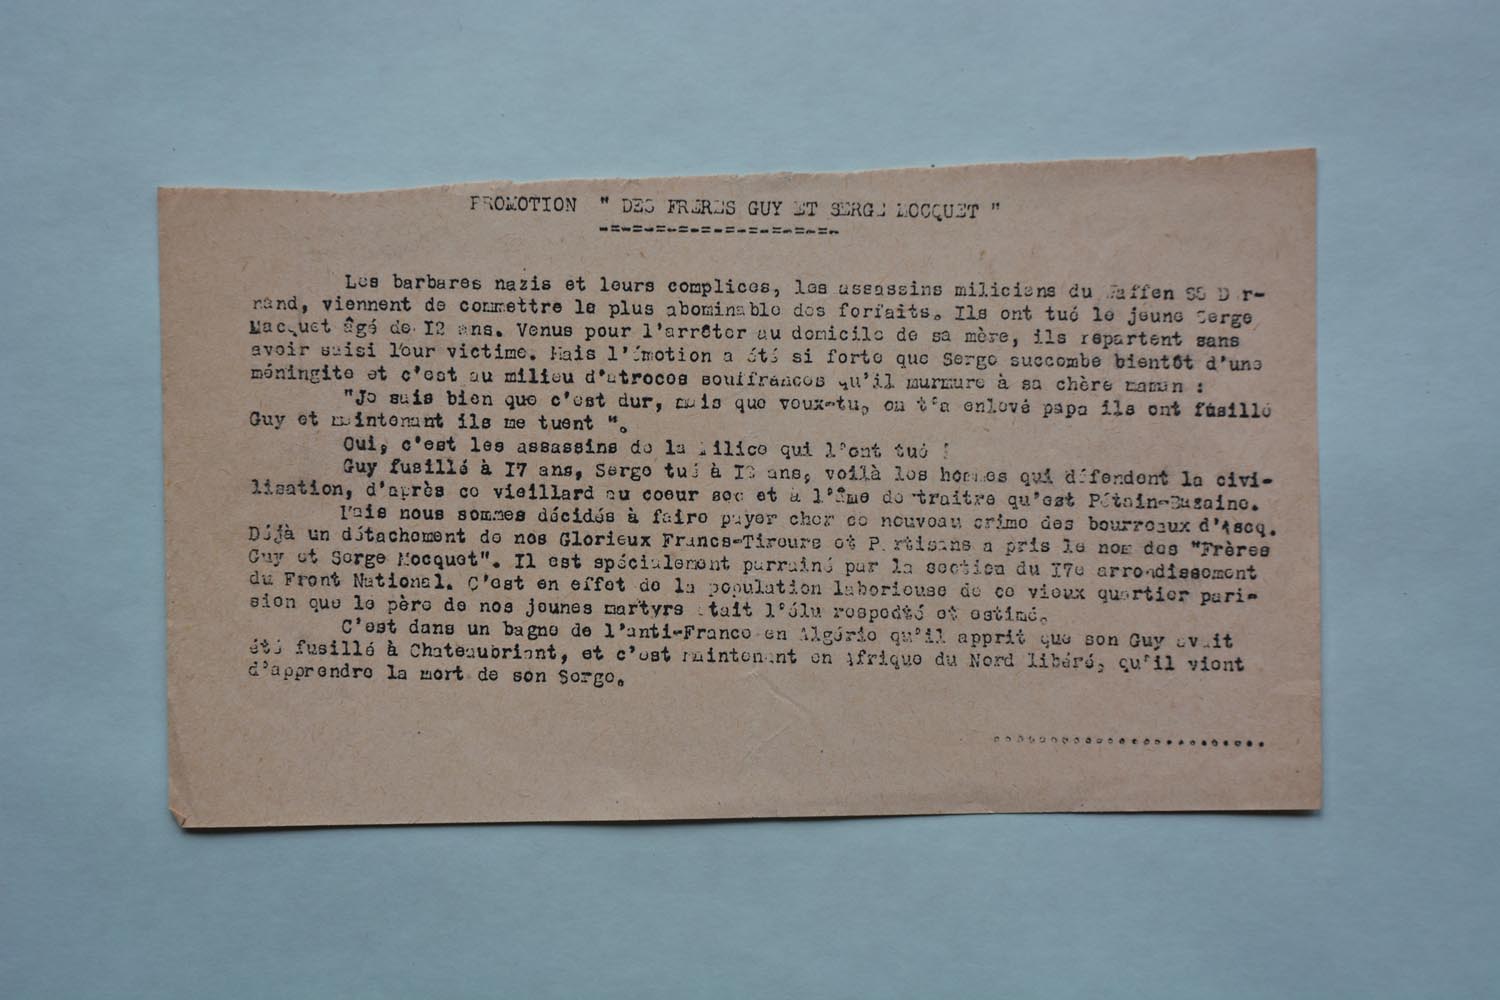 PROMOTION " DES FRERES GUY ET SERGE MOCQUET "
-=-=-=-=-=-=-=-=-=-=-
Les barbares nazis et leurs complices, les assassins miliciens du Waffen SS Dar-
nand, viennent de commettre le plus abominable des forfaits. Ils ont tué le jeune Serge
Macquet âgé de I2 ans. Venus pour l'arrêter au domicile de sa mère, ils repartent sans
avoir saisi leur victime. Mais l'émotion a été si forte que Serge succombe bientôt d'une
méningite et c'est au milieu d'atroces souffrances qu'il murmure à sa chère maman :
"Je sais bien que c'est dur, mais que veux-tu, on t'a enlevé papa ils ont fusillé
Guy et maintenant ils me tuent ".
Oui, c'est les assassins de la Milice qui l'ont tué !
Guy fusillé à I7 ans, Serge tué à I2 ans, voilà les hommes qui défendent la civi-
lisation, d'après ce vieillard au coeur sec et à l'âme de traitre qu'est Pétain-Bazaine.
Mais nous sommes décidés à faire payer cher ce nouveau crime des bourreaux d'Ascq.
Déjà un détachement de nos Glorieux Francs-Tireurs et Partisans a pris le nom des "Frères
Guy et Serge Mocquet". Il est spécialement parrainé par la section du I7e arrondissement
du Front National. C'est en effet de la population laborieuse de ce vieux quartier pari-
sien que le père de nos jeunes martyrs était l'élu respecté et estimé.
C'est dans un bagne de l'anti-France en Algérie qu'il apprit que son Guy avait
été fusillé à Chateaubriant, et c'est maintenant en Afrique du Nord libéré, qu'il vient
d'apprendre la mort de son Serge.
.......................